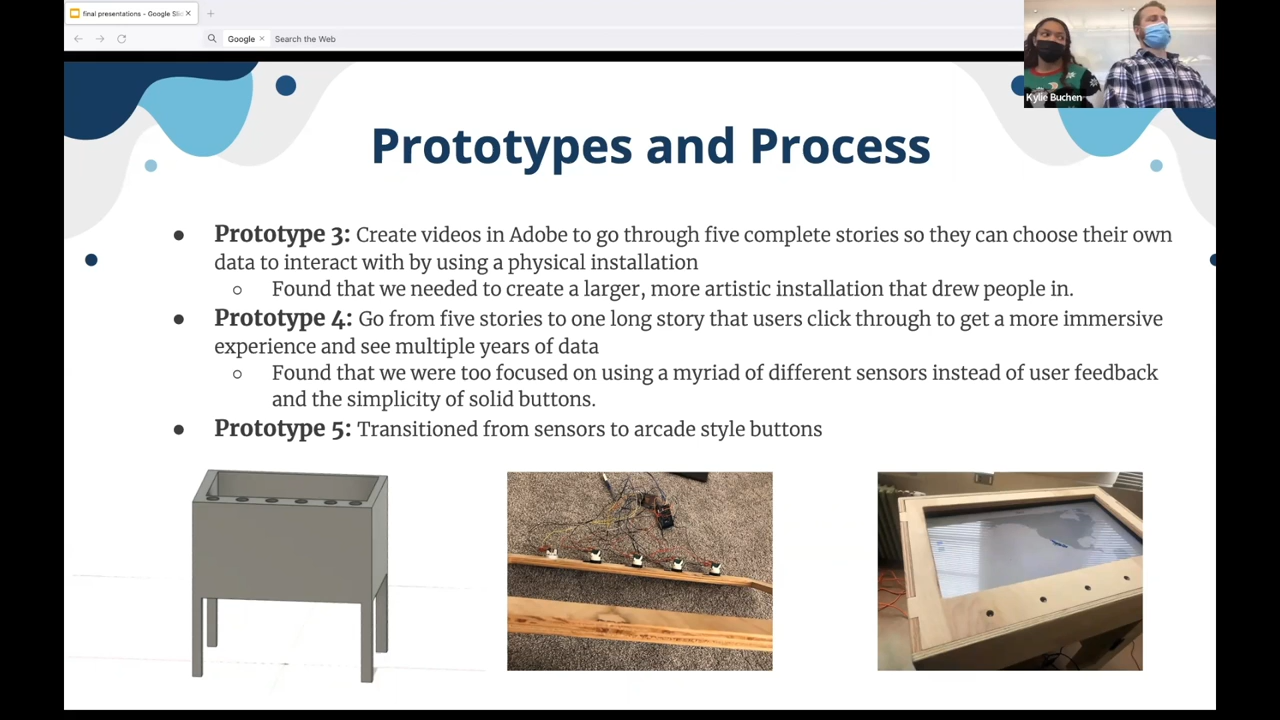 final presentations - Google Slid
Google
Search the Web
Kylie Buchen
Prototypes and Process
Prototype 3: Create videos in Adobe to go through five complete stories so they can choose their own
data to interact with by using a physical installation
Found that we needed to create a larger, more artistic installation that drew people in.
Prototype 4: Go from five stories to one long story that users click through to get a more immersive
experience and see multiple years of data
Found that we were too focused on using a myriad of different sensors instead of user feedback
and the simplicity of solid buttons.
Prototype 5: Transitioned from sensors to arcade style buttons